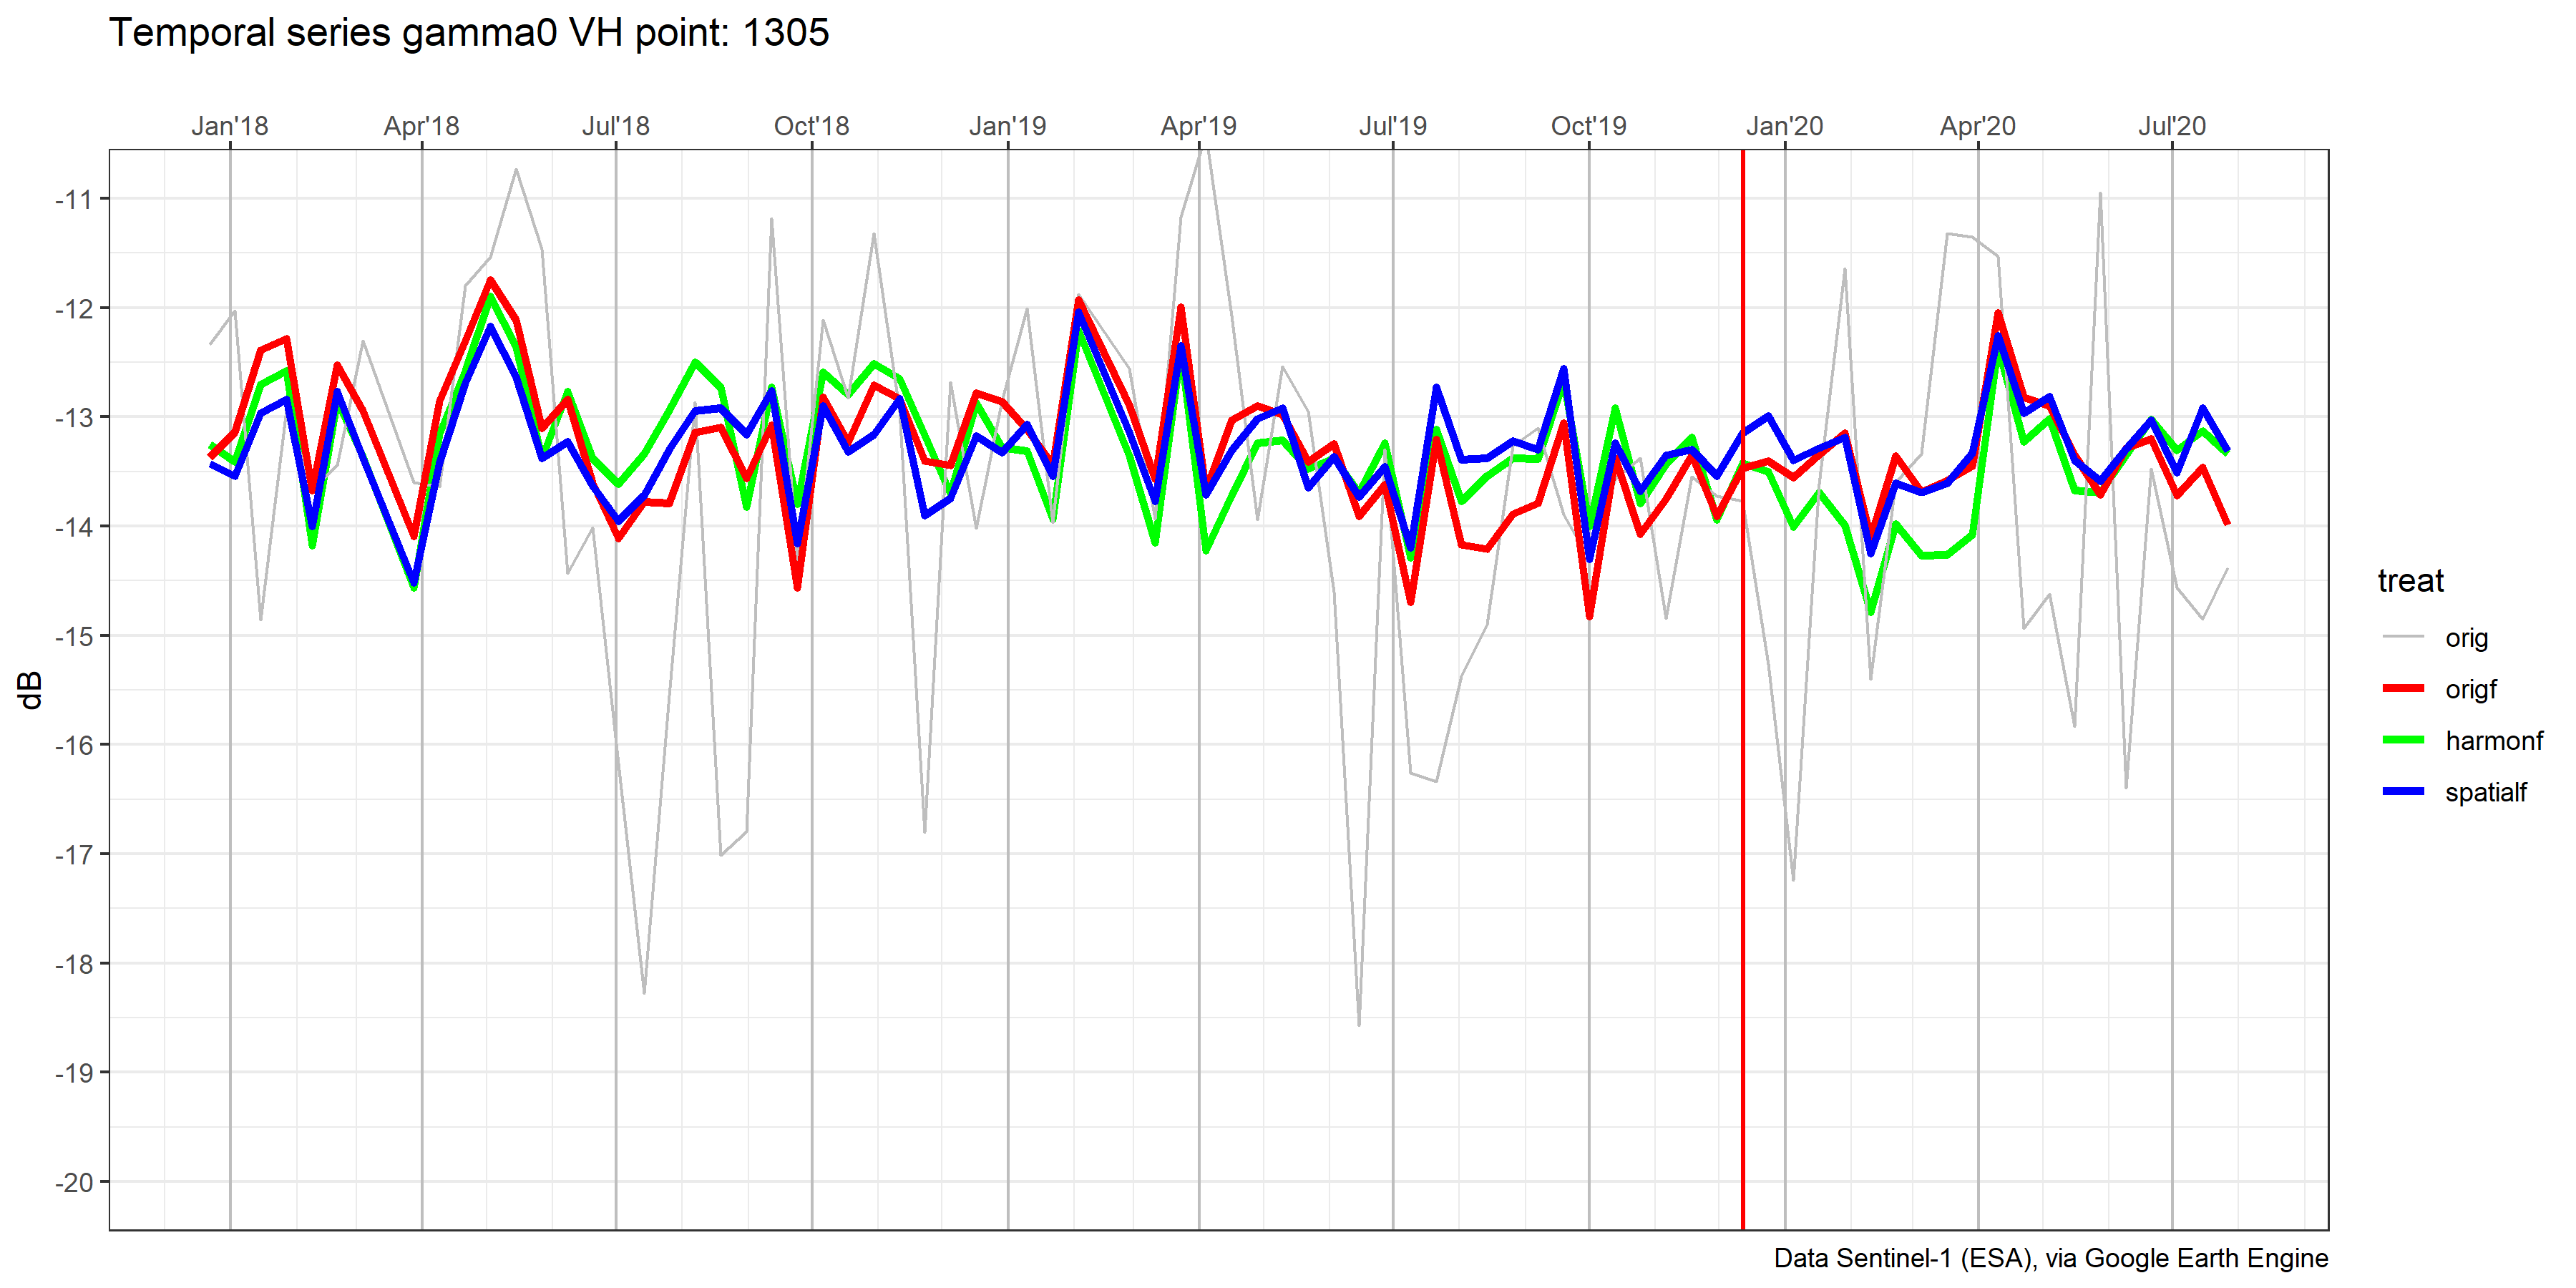 Temporal series gamma0 VH point: 1305
Jan'18 Apr'18 Jul'18 Oct'18 Jan'19 Apr'19 Jul'19 Oct'19 Jan'20 Apr'20 Jul'20
-11
-12
-13
-14
-15
-16
-17
-18
-19
-20
dB
treat
orig
origf
harmonf
spatialf
Data Sentinel-1 (ESA), via Google Earth Engine